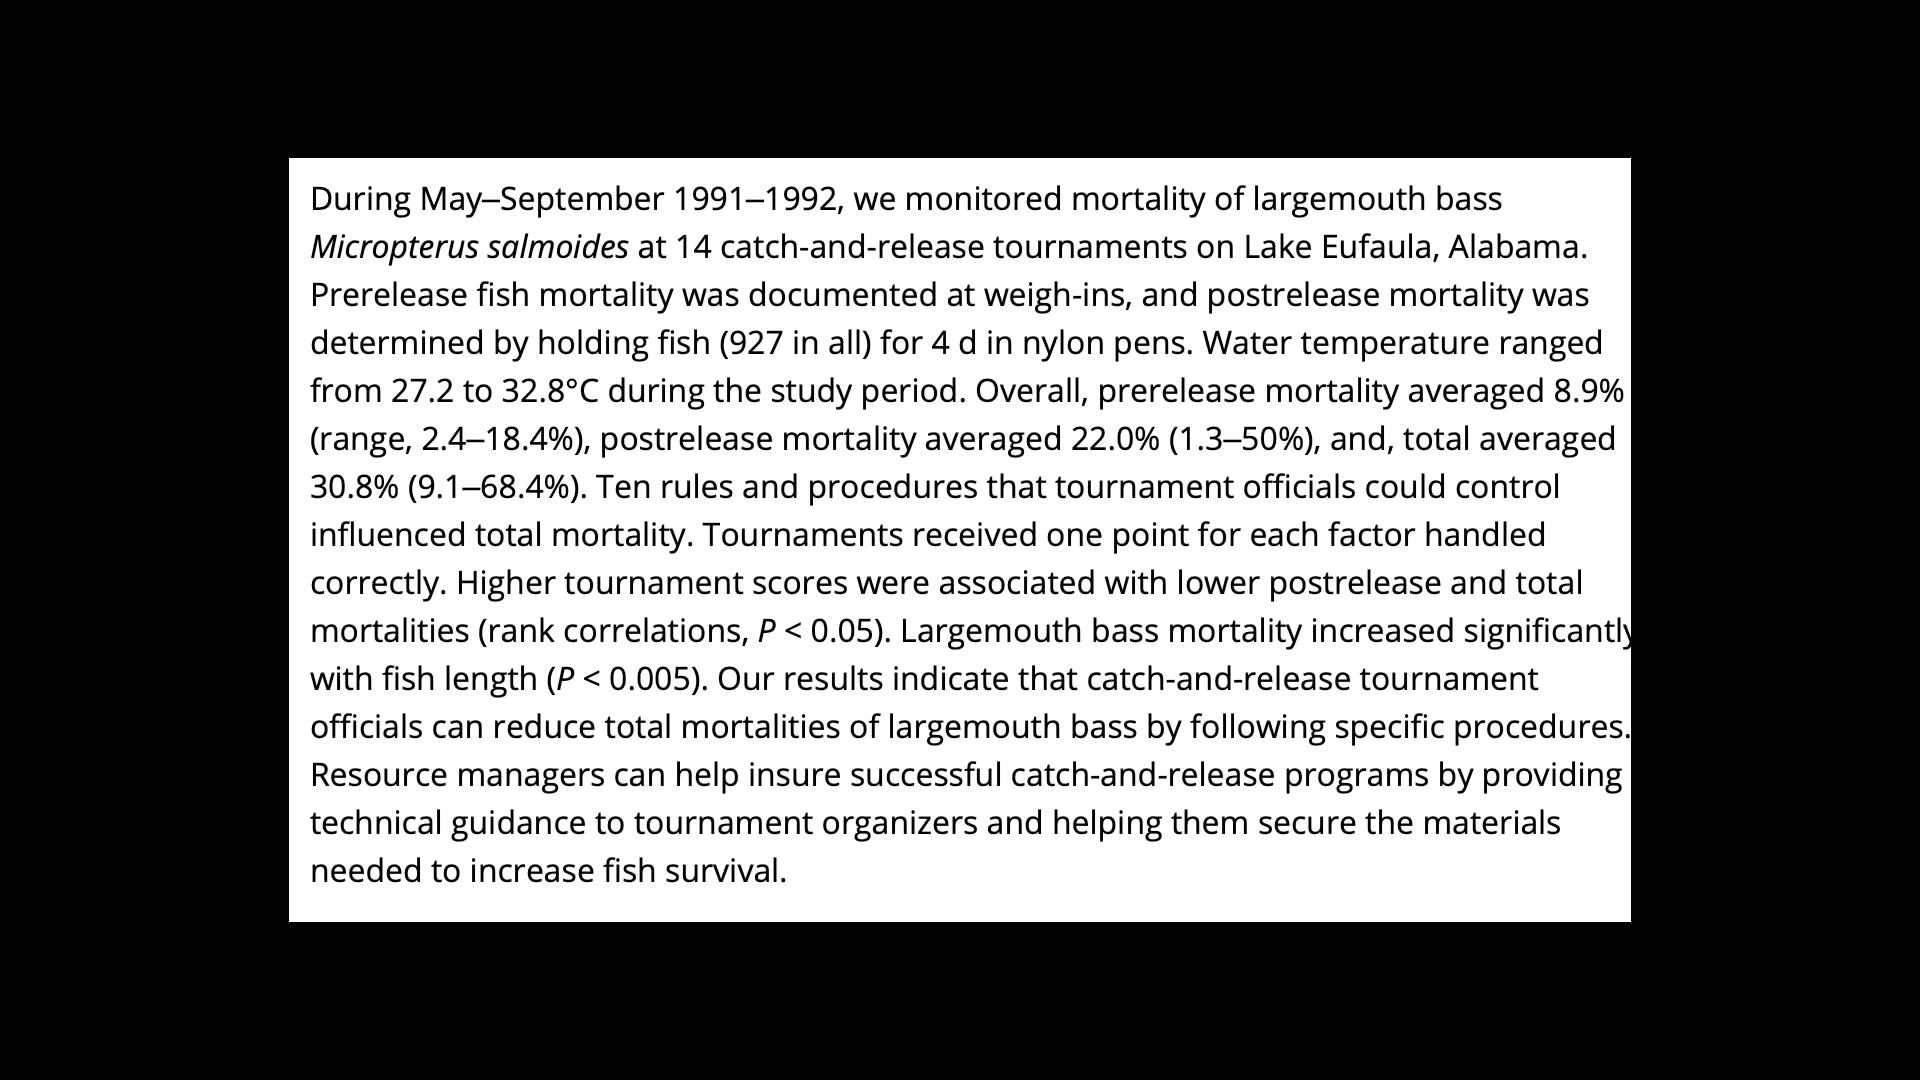 During May–September 1991–1992, we monitored mortality of largemouth bass
Micropterus salmoides at 14 catch-and-release tournaments on Lake Eufaula, Alabama.
Prerelease fish mortality was documented at weigh-ins, and postrelease mortality was
determined by holding fish (927 in all) for 4 d in nylon pens. Water temperature ranged
from 27.2 to 32.8°C during the study period. Overall, prerelease mortality averaged 8.9%
(range, 2.4–18.4%), postrelease mortality averaged 22.0% (1.3–50%), and, total averaged
30.8% (9.1–68.4%). Ten rules and procedures that tournament officials could control
influenced total mortality. Tournaments received one point for each factor handled
correctly. Higher tournament scores were associated with lower postrelease and total
mortalities (rank correlations, P < 0.05). Largemouth bass mortality increased significantly
with fish length (P < 0.005). Our results indicate that catch-and-release tournament
officials can reduce total mortalities of largemouth bass by following specific procedures.
Resource managers can help insure successful catch-and-release programs by providing
technical guidance to tournament organizers and helping them secure the materials
needed to increase fish survival.